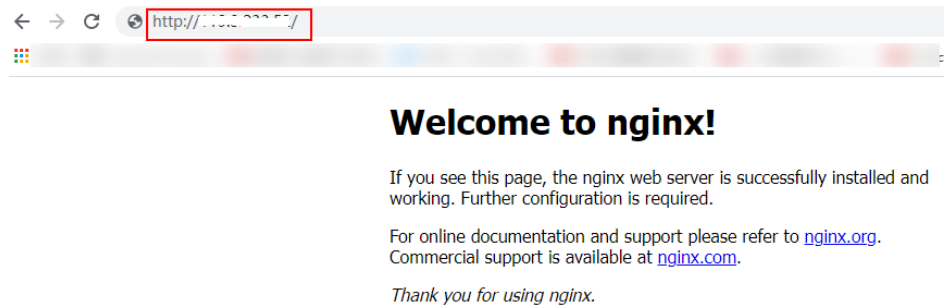 http://
Welcome to nginx!
If you see this page, the nginx web server is successfully installed and
working. Further configuration is required.
For online documentation and support please refer to nginx.org.
Commercial support is available at nginx.com.
Thank you for using nginx.